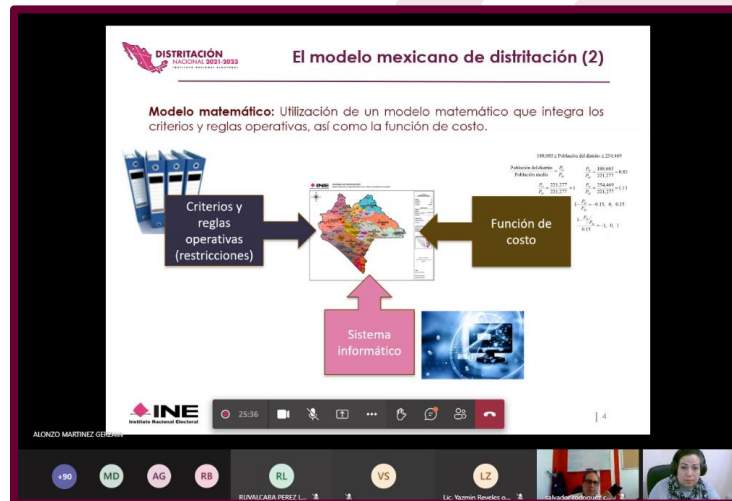 DISTRITACIÓN
NACIONAL 2021-2023
INSTITUTO NACIONAL ELECTORAL
El modelo mexicano de distritación (2)
Modelo matemático: Utilización de un modelo matemático que integra los
criterios y reglas operativas, así como la función de costo.
Criterios y
reglas
operativas
(restricciones)
INE
Función de
costo
Sistema
informático
INE
Instituto Nacional Electoral
25:36
4
ALONZO MARTINEZ
+90
MD
AG
RB
RL
VS
LZ
RUVALCABA PEREZ L...
Lic. Yazmin Reveles o...
salvador rodriguez c...